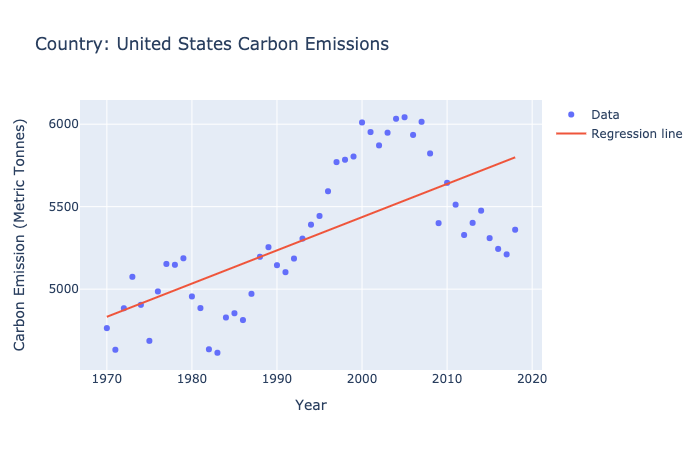 Country: United States Carbon Emissions
Data
Regression line
Carbon Emission (Metric Tonnes)
6000
5500
5000
1970
1980
1990
2000
2010
2020
Year